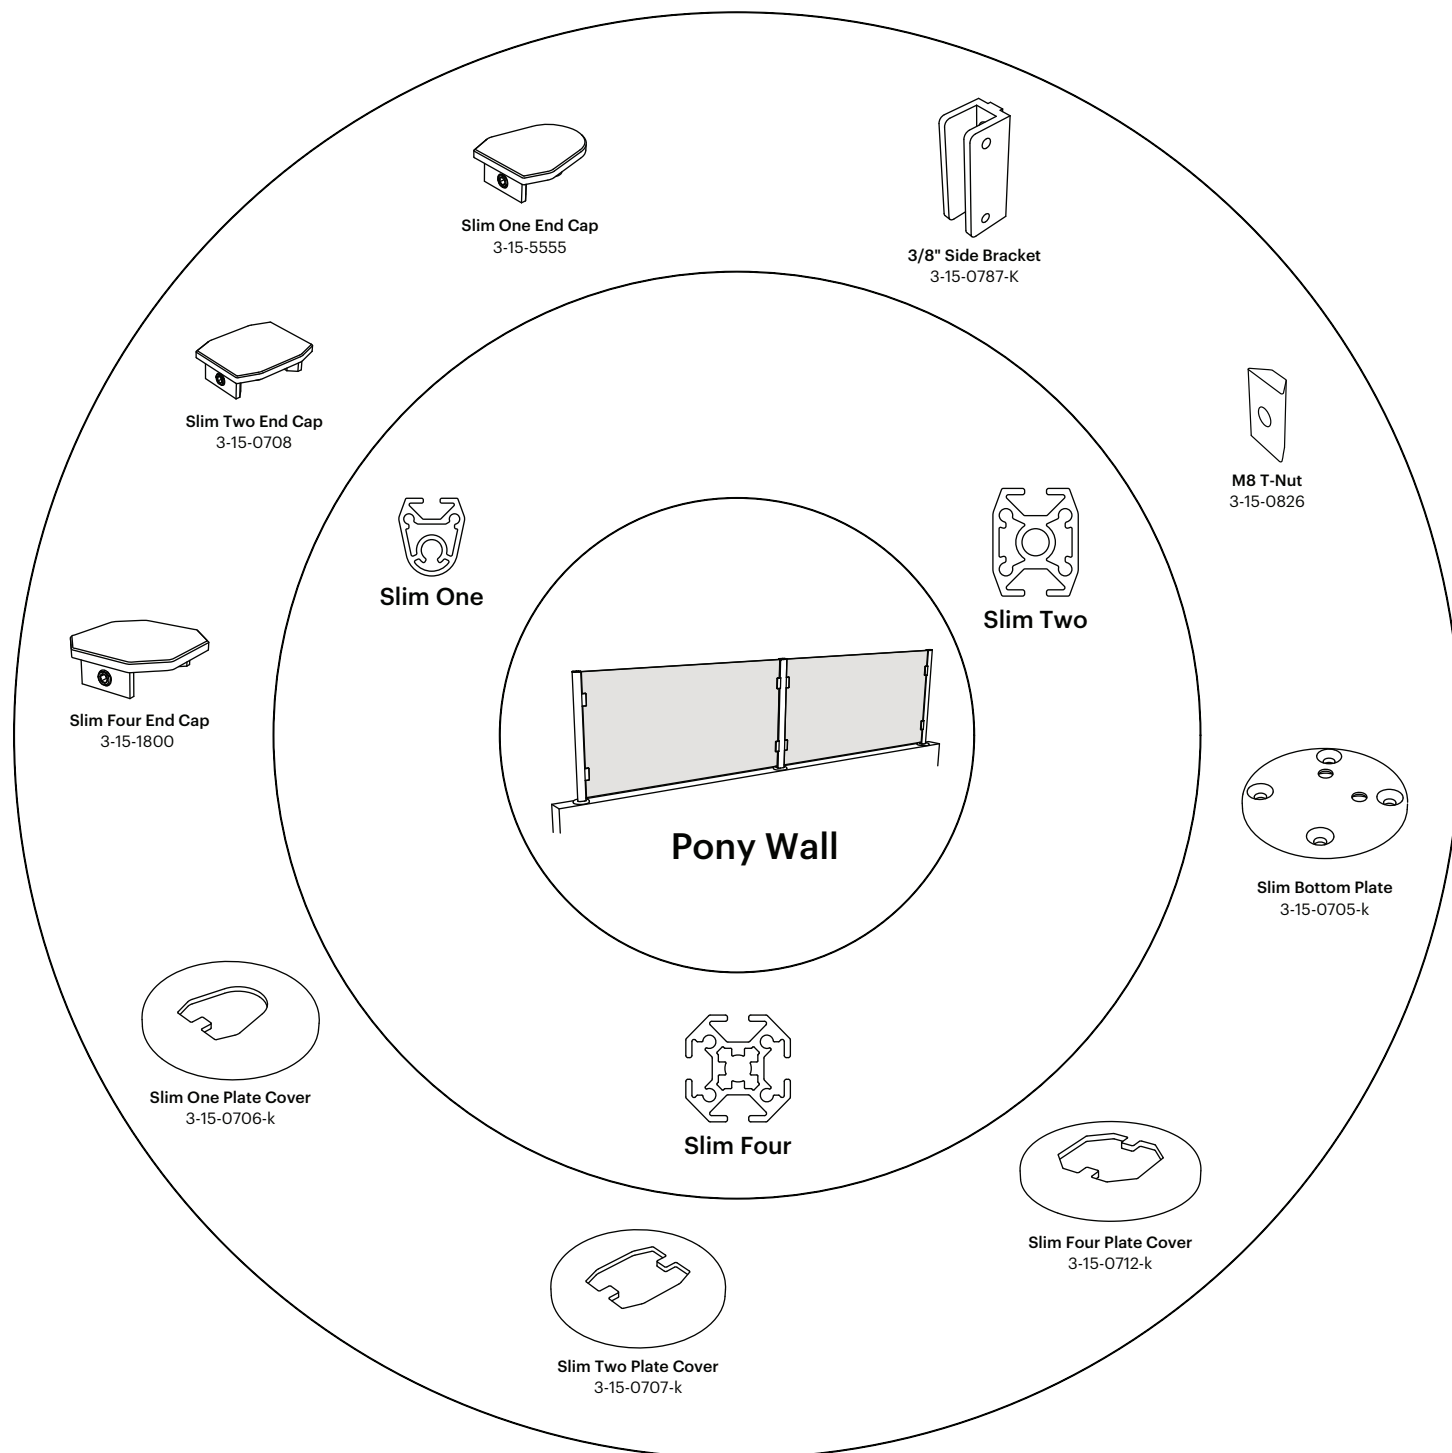 Slim One End Cap
3-15-5555
3/8" Side Bracket
3-15-0787-K
Slim Two End Cap
3-15-0708
M8 T-Nut
3-15-0826
Slim One
Slim Two
Slim Four End Cap
3-15-1800
Pony Wall
Slim Bottom Plate
3-15-0705-k
Slim One Plate Cover
3-15-0706-k
Slim Four
Slim Four Plate Cover
3-15-0712-k
Slim Two Plate Cover
3-15-0707-k